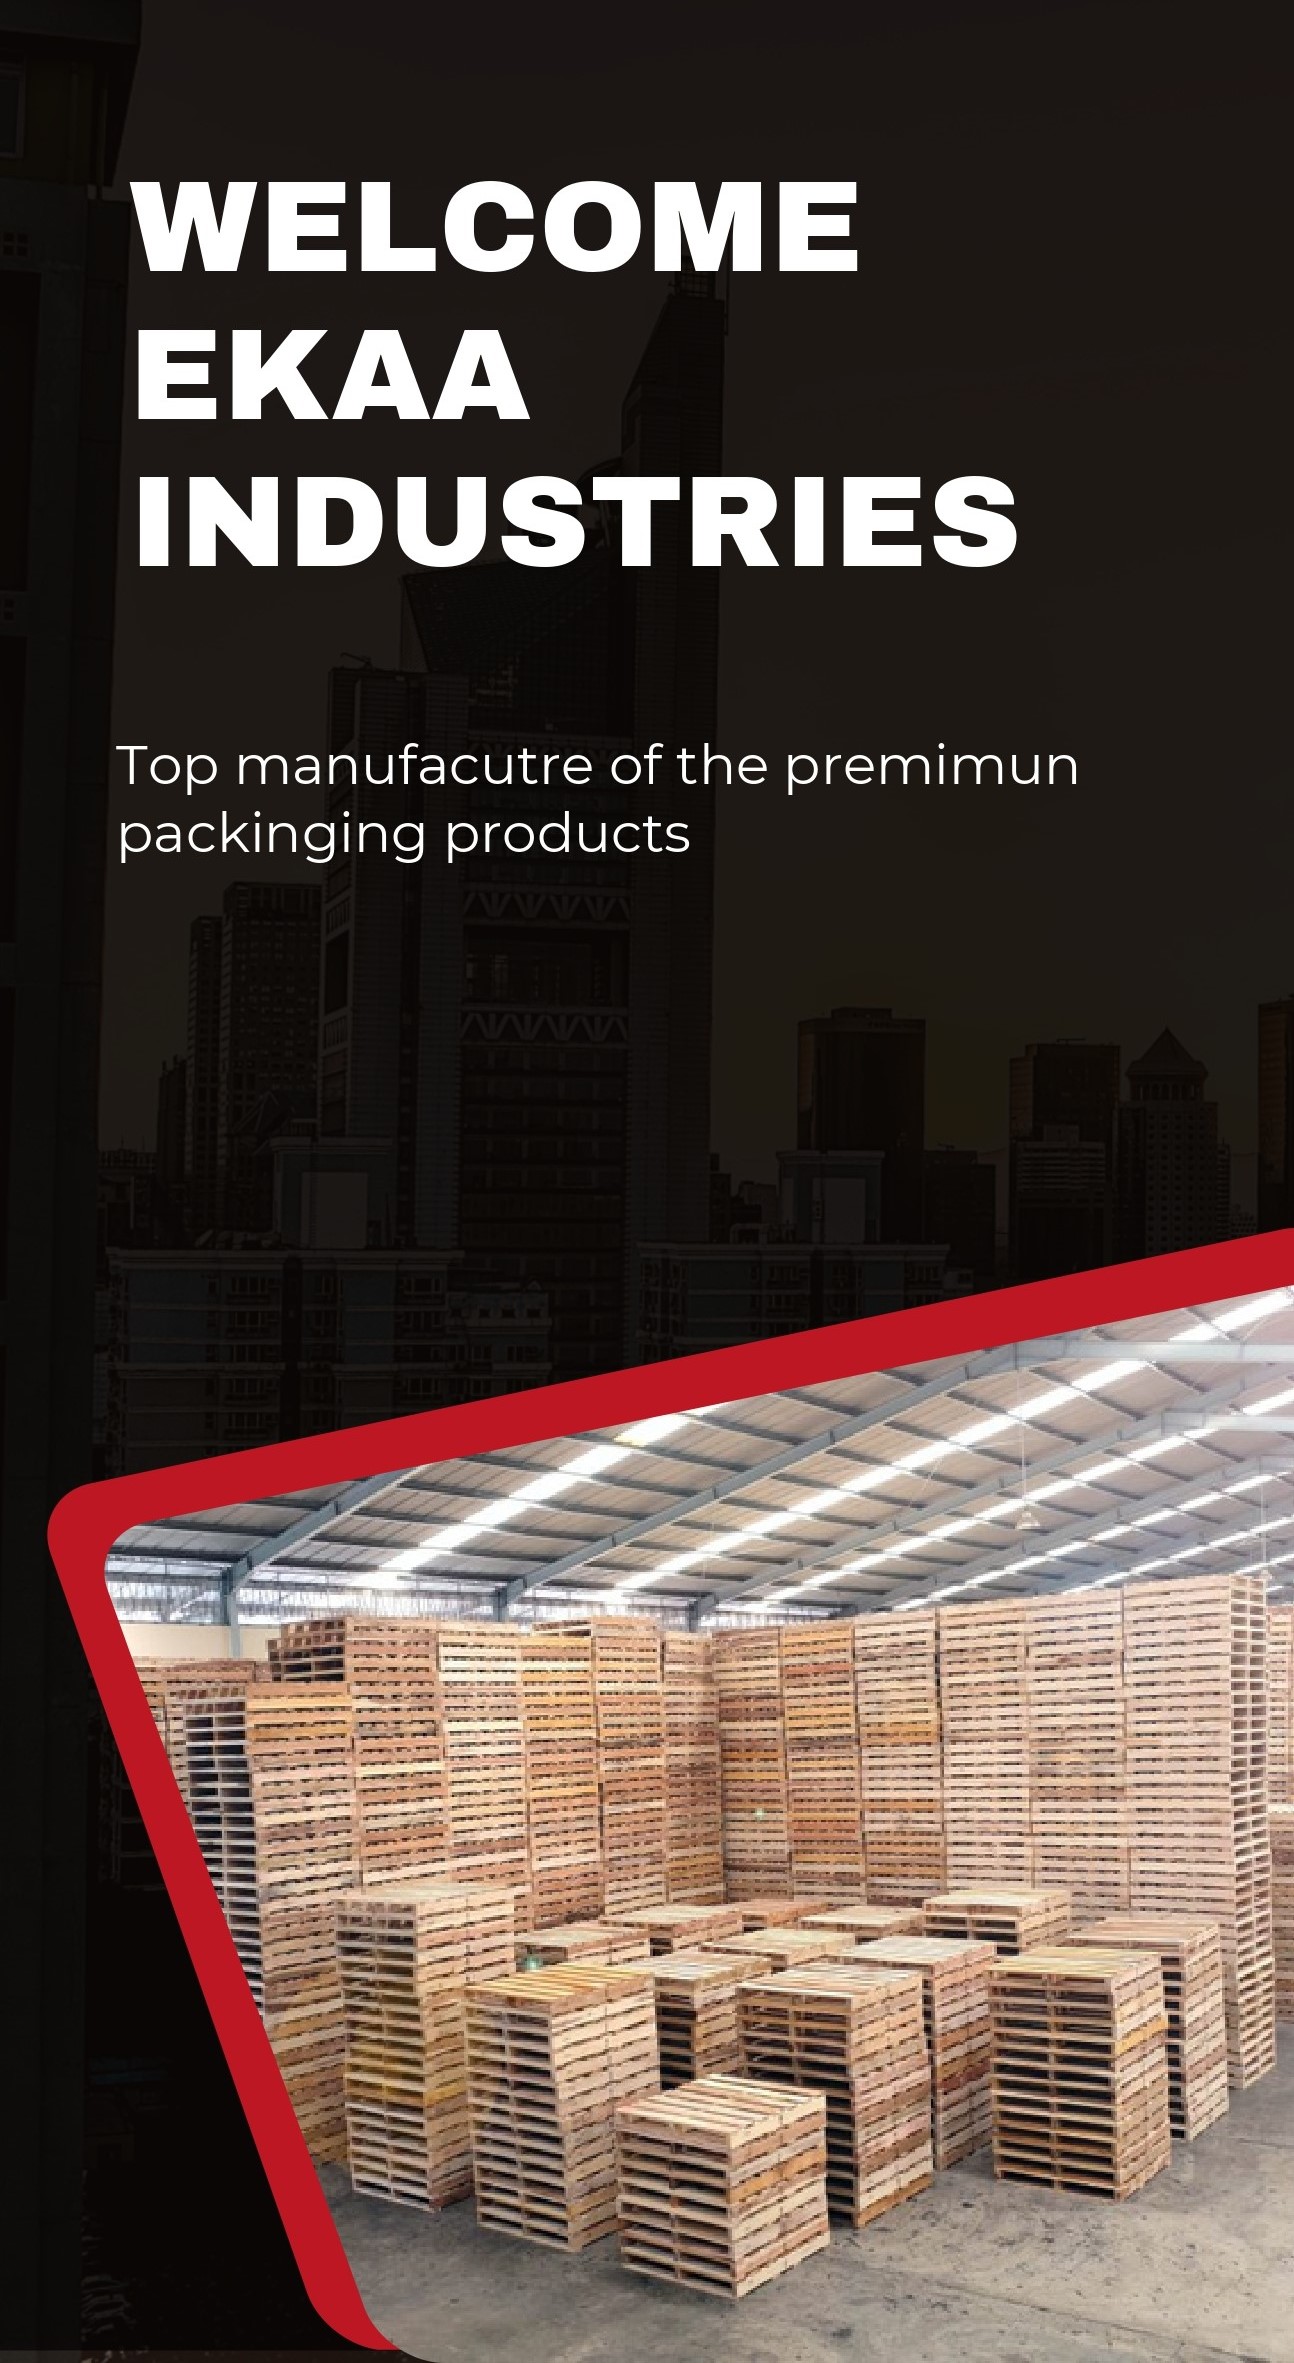 WELCOME
EKAA
INDUSTRIES
Top manufacutre of the premimun
packinging products